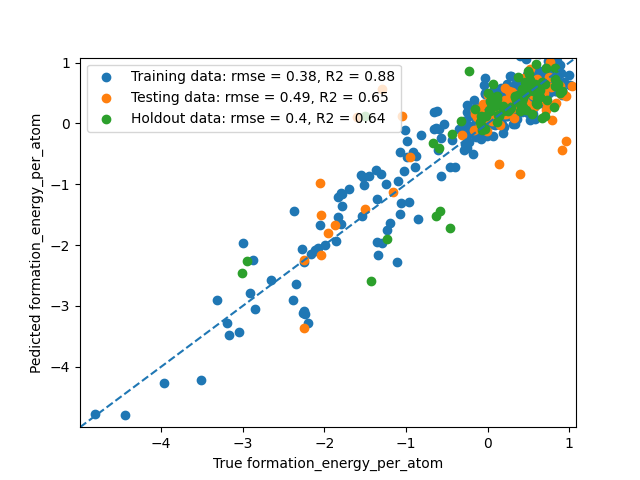 Training data: rmse = 0.38, R2 = 0.88
Testing data: rmse = 0.49, R2 = 0.65
Holdout data: rmse = 0.4, R2 = 0.64
Pedicted formation_energy_per_atom
1
0
−1
−2
−3
−4
−4 −3 −2 −1 0 1
True formation_energy_per_atom